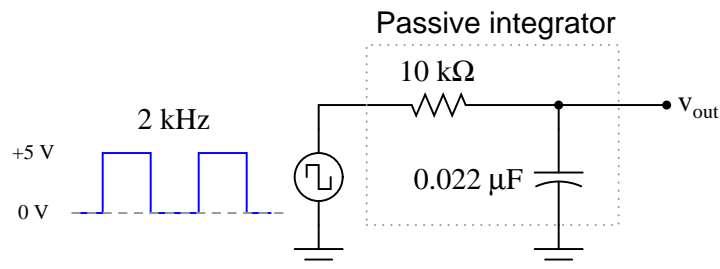 Passive integrator
10 kΩ
2 kHz
v_out
+5 V
0.022 μF
0 V